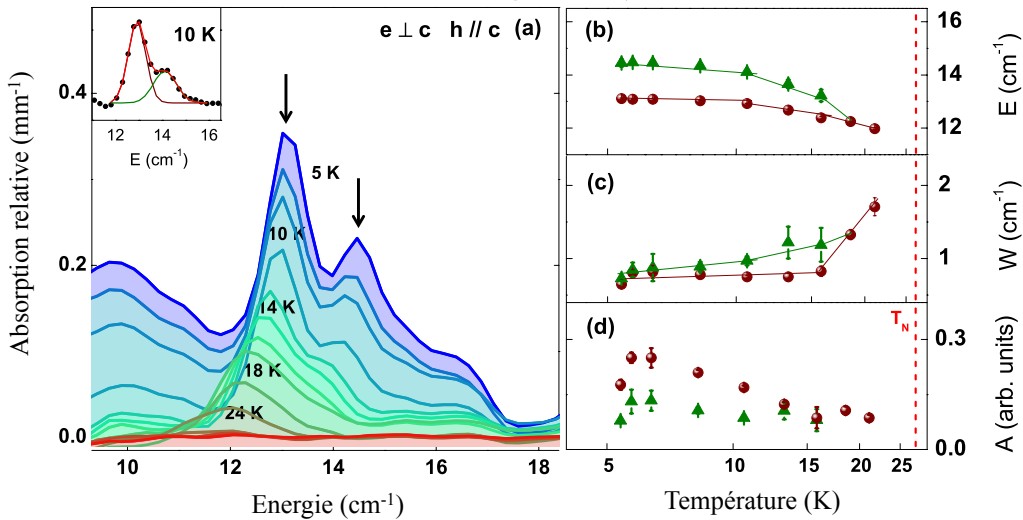 e ⊥ c h // c (a)
10 K
12 14 16
E (cm⁻¹)
Absorption relative (mm⁻¹)
0.4
0.2
0.0
5 K
10 K
14 K
18 K
24 K
10 12 14 16 18
Energie (cm⁻¹)
(b)
16
14
12
E (cm⁻¹)
(c)
2
1
W (cm⁻¹)
(d)
T_N
0.3
0.0
A (arb. units)
5 10 15 20 25
Température (K)